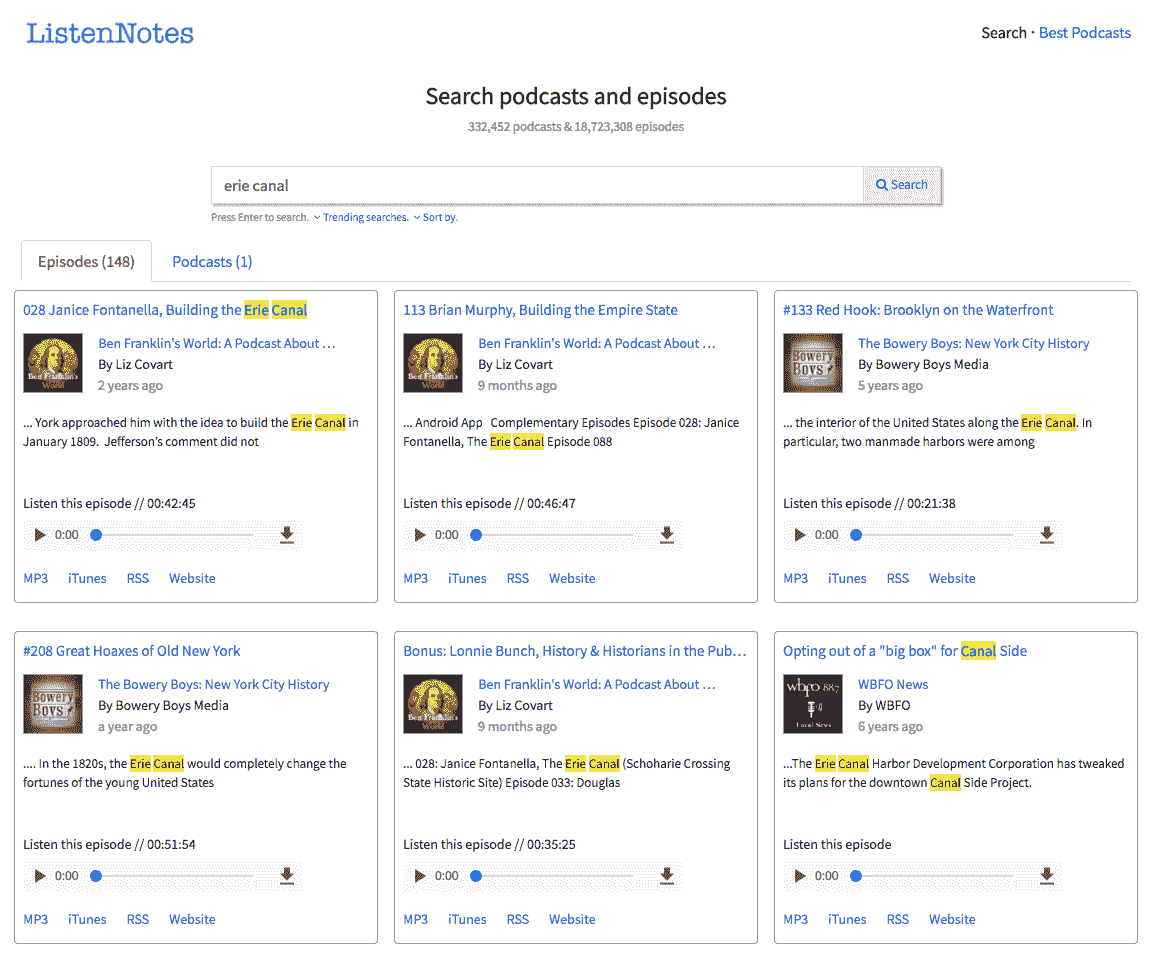 ListenNotes
Search · Best Podcasts
Search podcasts and episodes
332,452 podcasts & 18,723,308 episodes
erie canal
Search
Press Enter to search. Trending searches. Sort by.
Episodes (148)
Podcasts (1)
028 Janice Fontanella, Building the Erie Canal
Ben Franklin's World
Ben Franklin's World: A Podcast About …
By Liz Covart
2 years ago
... York approached him with the idea to build the Erie Canal in
January 1809.  Jefferson's comment did not
Listen this episode // 00:42:45
0:00
MP3 iTunes RSS Website
113 Brian Murphy, Building the Empire State
Ben Franklin's World
Ben Franklin's World: A Podcast About …
By Liz Covart
9 months ago
... Android App   Complementary Episodes Episode 028: Janice
Fontanella, The Erie Canal Episode 088
Listen this episode // 00:46:47
0:00
MP3 iTunes RSS Website
#133 Red Hook: Brooklyn on the Waterfront
Bowery
Boys
The Bowery Boys: New York City History
By Bowery Boys Media
5 years ago
... the interior of the United States along the Erie Canal. In
particular, two manmade harbors were among
Listen this episode // 00:21:38
0:00
MP3 iTunes RSS Website
#208 Great Hoaxes of Old New York
Bowery
Boys
The Bowery Boys: New York City History
By Bowery Boys Media
a year ago
.... In the 1820s, the Erie Canal would completely change the
fortunes of the young United States
Listen this episode // 00:51:54
0:00
MP3 iTunes RSS Website
Bonus: Lonnie Bunch, History & Historians in the Pub…
Ben Franklin's World
Ben Franklin's World: A Podcast About …
By Liz Covart
9 months ago
... 028: Janice Fontanella, The Erie Canal (Schoharie Crossing
State Historic Site) Episode 033: Douglas
Listen this episode // 00:35:25
0:00
MP3 iTunes RSS Website
Opting out of a "big box" for Canal Side
wbfo 88.7
Local News
WBFO News
By WBFO
6 years ago
...The Erie Canal Harbor Development Corporation has tweaked
its plans for the downtown Canal Side Project.
Listen this episode
0:00
MP3 iTunes RSS Website